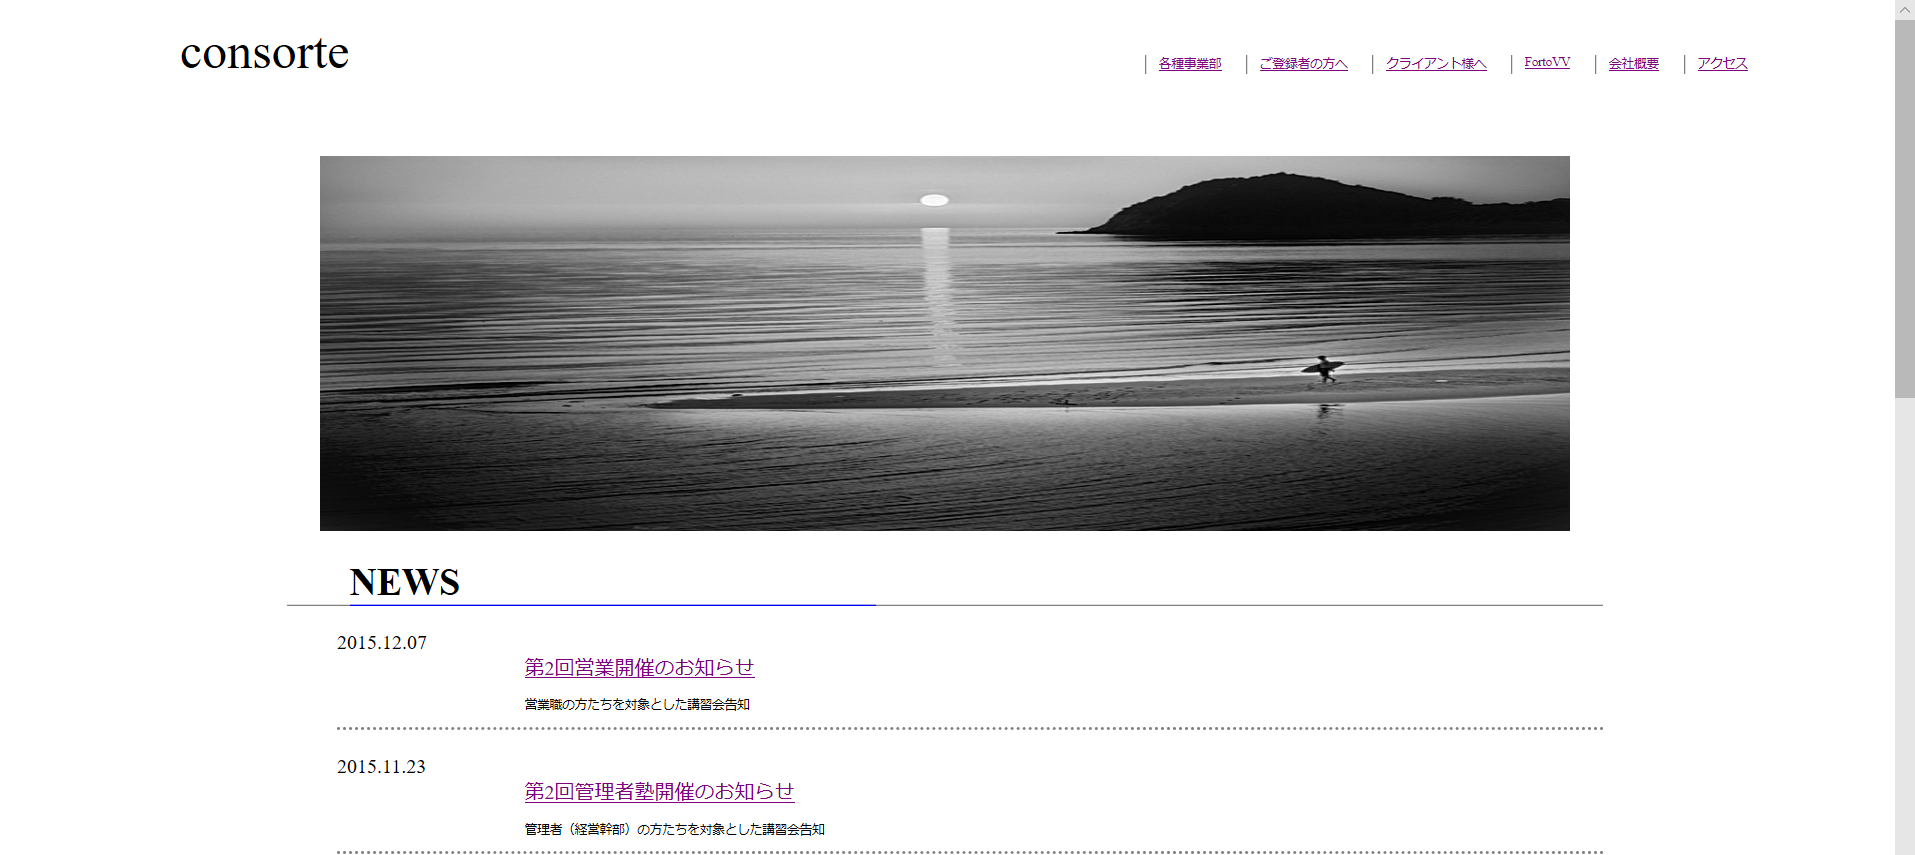 consorte
各種事業部 ご登録者の方へ クライアント様へ FortoVV 会社概要 アクセス
NEWS
2015.12.07
第2回営業開催のお知らせ
営業職の方たちを対象とした講習会告知
2015.11.23
第2回管理者塾開催のお知らせ
管理者（経営幹部）の方たちを対象とした講習会告知